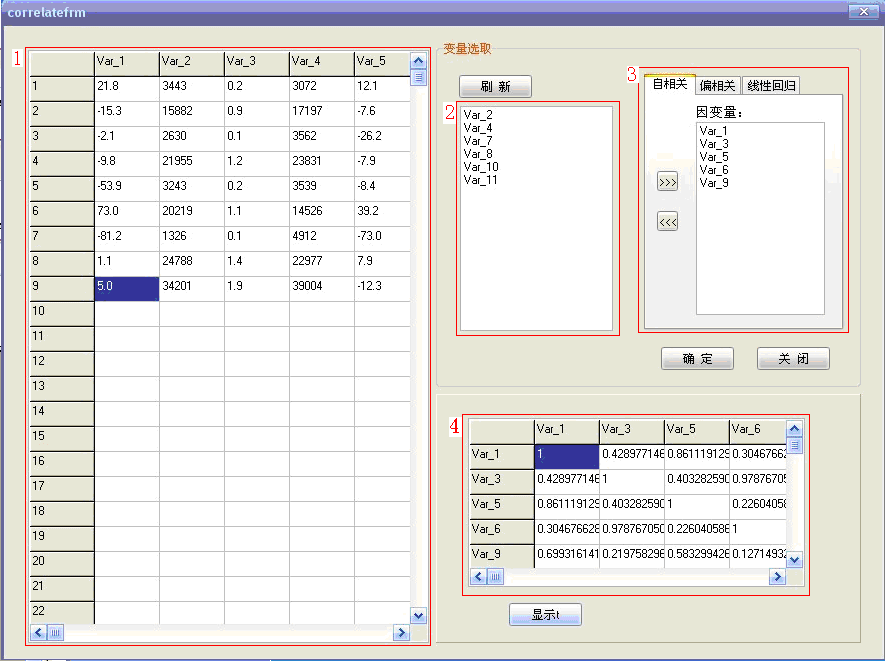 correlatefrm
1
Var_1 Var_2 Var_3 Var_4 Var_5
1 21.8 3443 0.2 3072 12.1
2 -15.3 15882 0.9 17197 -7.6
3 -2.1 2630 0.1 3562 -26.2
4 -9.8 21955 1.2 23831 -7.9
5 -53.9 3243 0.2 3539 -8.4
6 73.0 20219 1.1 14526 39.2
7 -81.2 1326 0.1 4912 -73.0
8 1.1 24788 1.4 22977 7.9
9 5.0 34201 1.9 39004 -12.3
10
11
12
13
14
15
16
17
18
19
20
21
22
变量选取
刷 新
2
Var_2
Var_4
Var_7
Var_8
Var_10
Var_11
3
自相关 偏相关 线性回归
因变量：
Var_1
Var_3
Var_5
Var_6
Var_9
>>>
<<<
确 定 关 闭
4
Var_1 Var_3 Var_5 Var_6
Var_1 1 0.428977146 0.861119129 0.30467662
Var_3 0.428977146 1 0.403282590 0.97876705
Var_5 0.861119129 0.403282590 1 0.22604058
Var_6 0.304676628 0.978767050 0.226040586 1
Var_9 0.699316141 0.219758296 0.583299426 0.12714932
显示t